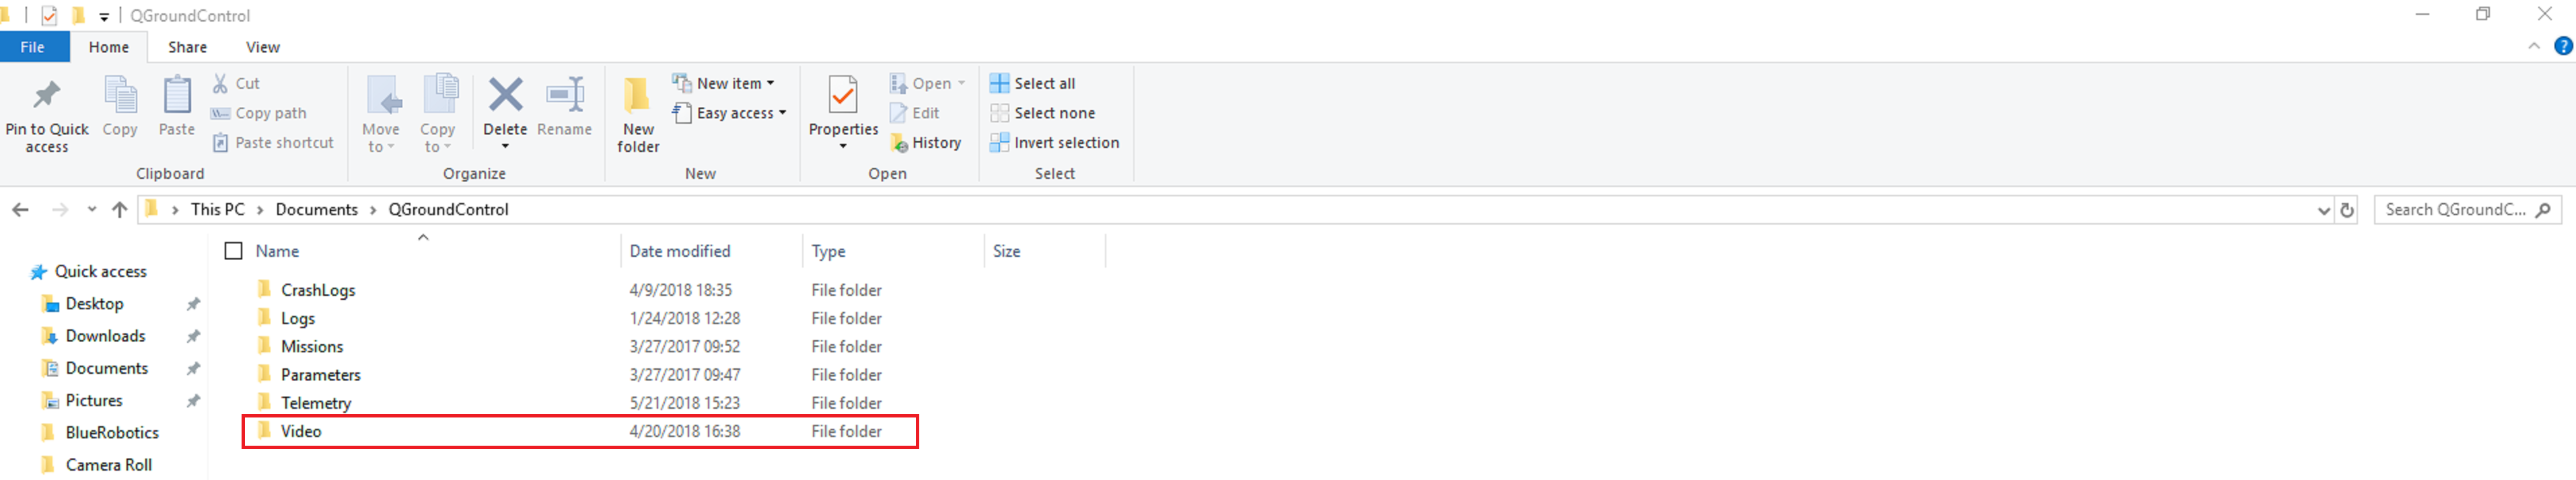 QGroundControl
File Home Share View
Pin to Quick access
Copy
Paste
Cut
Copy path
Paste shortcut
Clipboard
Move to
Copy to
Delete
Rename
Organize
New folder
New item
Easy access
New
Properties
Open
Edit
History
Open
Select all
Select none
Invert selection
Select
This PC > Documents > QGroundControl
Search QGroundC...
Name Date modified Type Size
Quick access
Desktop
Downloads
Documents
Pictures
BlueRobotics
Camera Roll
CrashLogs 4/9/2018 18:35 File folder
Logs 1/24/2018 12:28 File folder
Missions 3/27/2017 09:52 File folder
Parameters 3/27/2017 09:47 File folder
Telemetry 5/21/2018 15:23 File folder
Video 4/20/2018 16:38 File folder